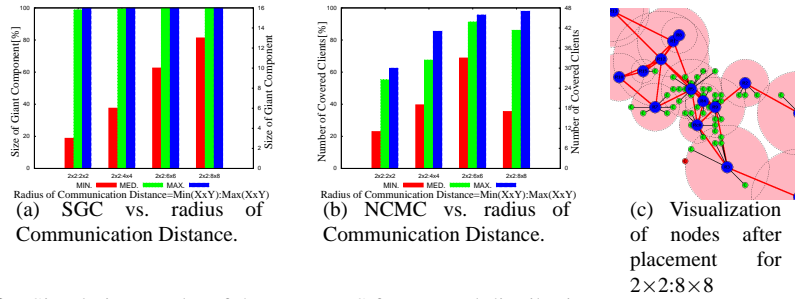 100
80
60
40
20
0
Size of Giant Component[%]
16
14
12
10
8
6
4
2
0
Size of Giant Component
2x2:2x2 2x2:4x4 2x2:6x6 2x2:8x8
MIN. MED. MAX.
Radius of Communication Distance=Min(XxY):Max(XxY)
(a) SGC vs. radius of
Communication Distance.
100
80
60
40
20
0
Number of Covered Clients[%]
48
42
36
30
24
18
12
6
0
Number of Covered Clients
2x2:2x2 2x2:4x4 2x2:6x6 2x2:8x8
MIN. MED. MAX.
Radius of Communication Distance=Min(XxY):Max(XxY)
(b) NCMC vs. radius of
Communication Distance.
(c) Visualization
of nodes after
placement for
2×2:8×8